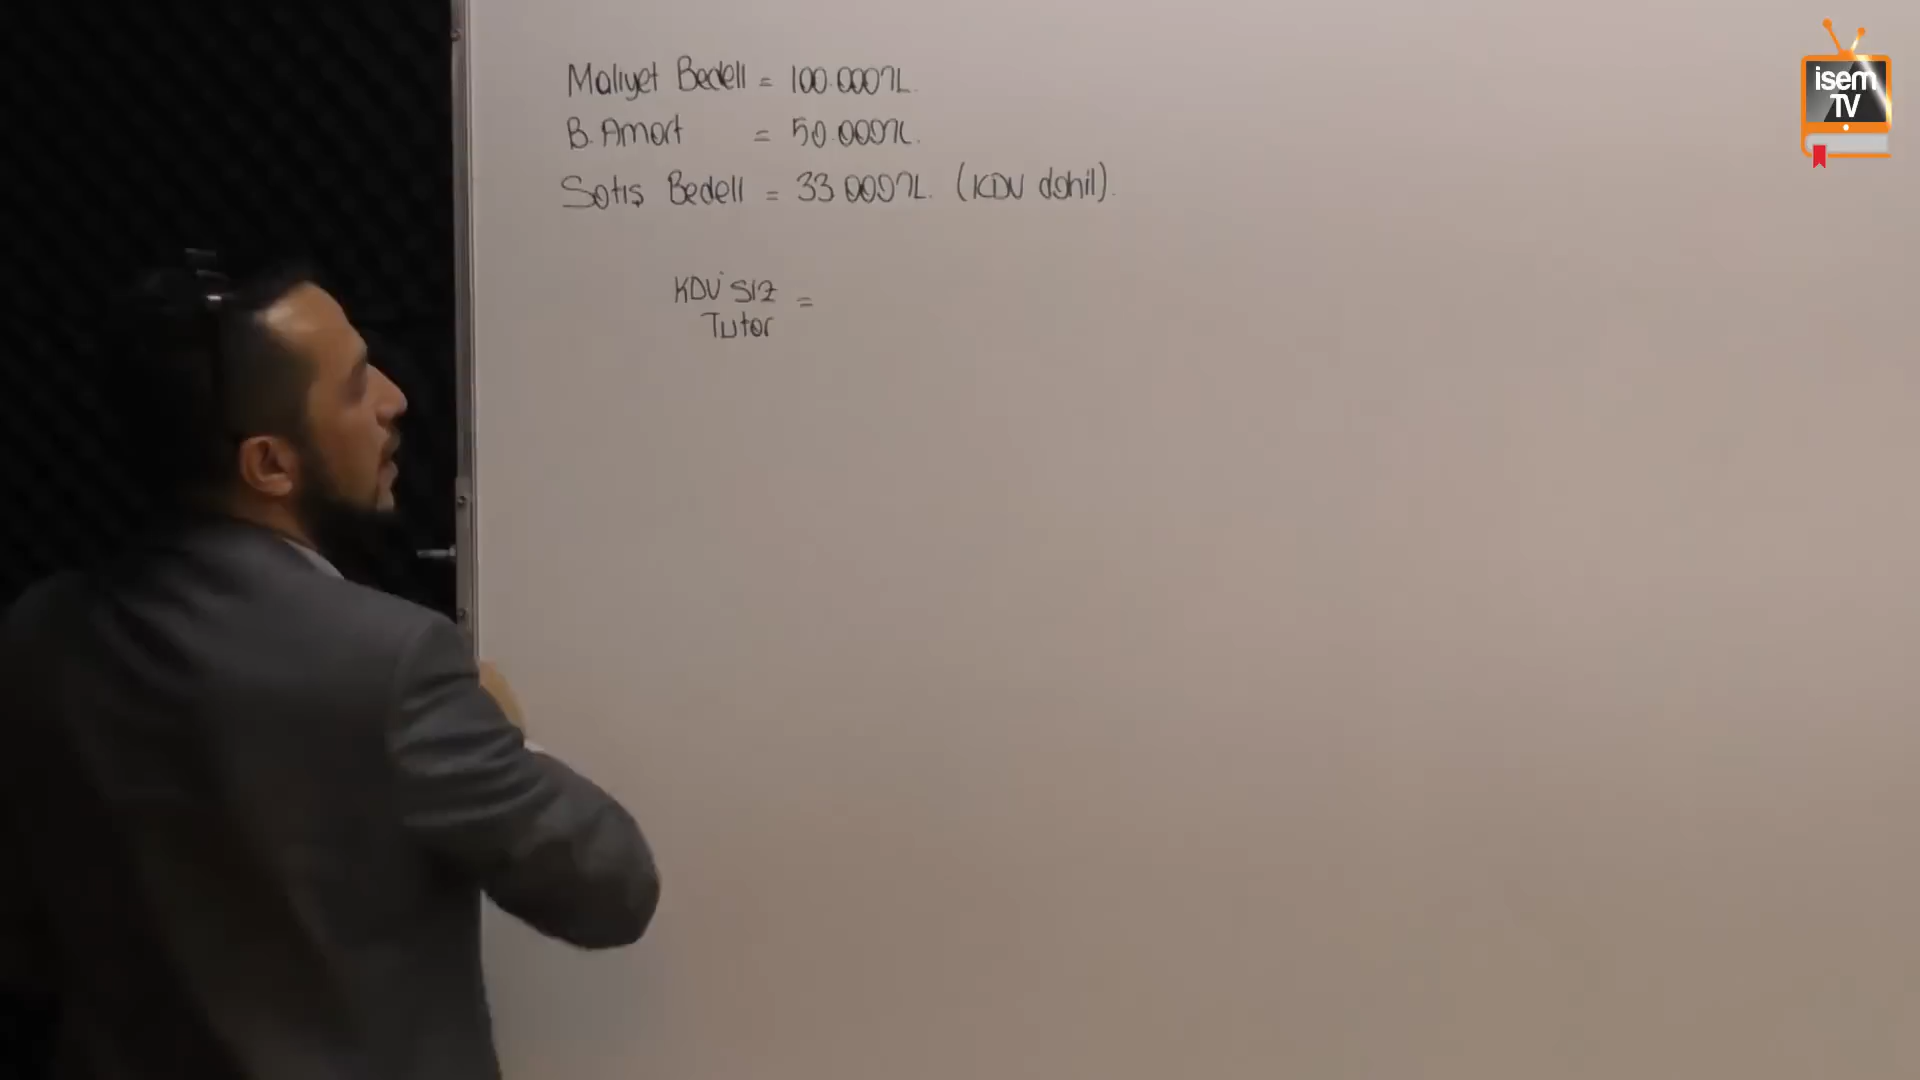 Maliyet Bedeli = 100.000TL.
B. Amort = 50.000TL.
Satış Bedeli = 33 000TL. (KDV dahil).
KDV'siz =
Tutar
isem
TV